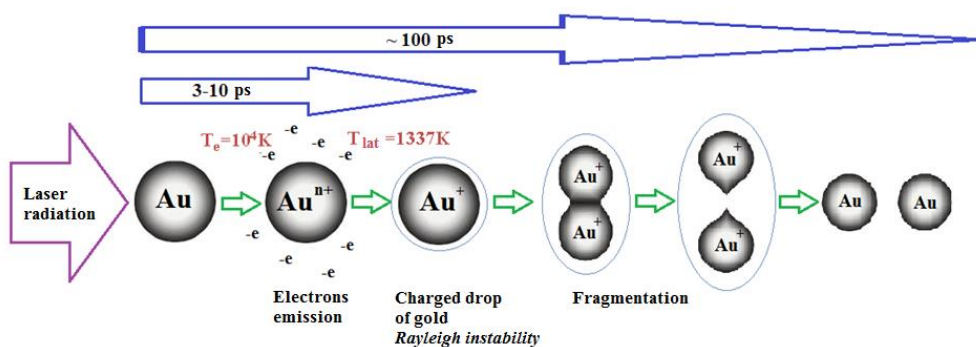 ~ 100 ps
3-10 ps
Laser
radiation
Au
Tₑ=10⁴K
-e
-e
-e
-e
Auⁿ⁺
-e
-e
-e
-e
T lat =1337K
Au⁺
Au⁺
Au⁺
Au⁺
Au⁺
Au
Au
Electrons
emission
Charged drop
of gold
Rayleigh instability
Fragmentation